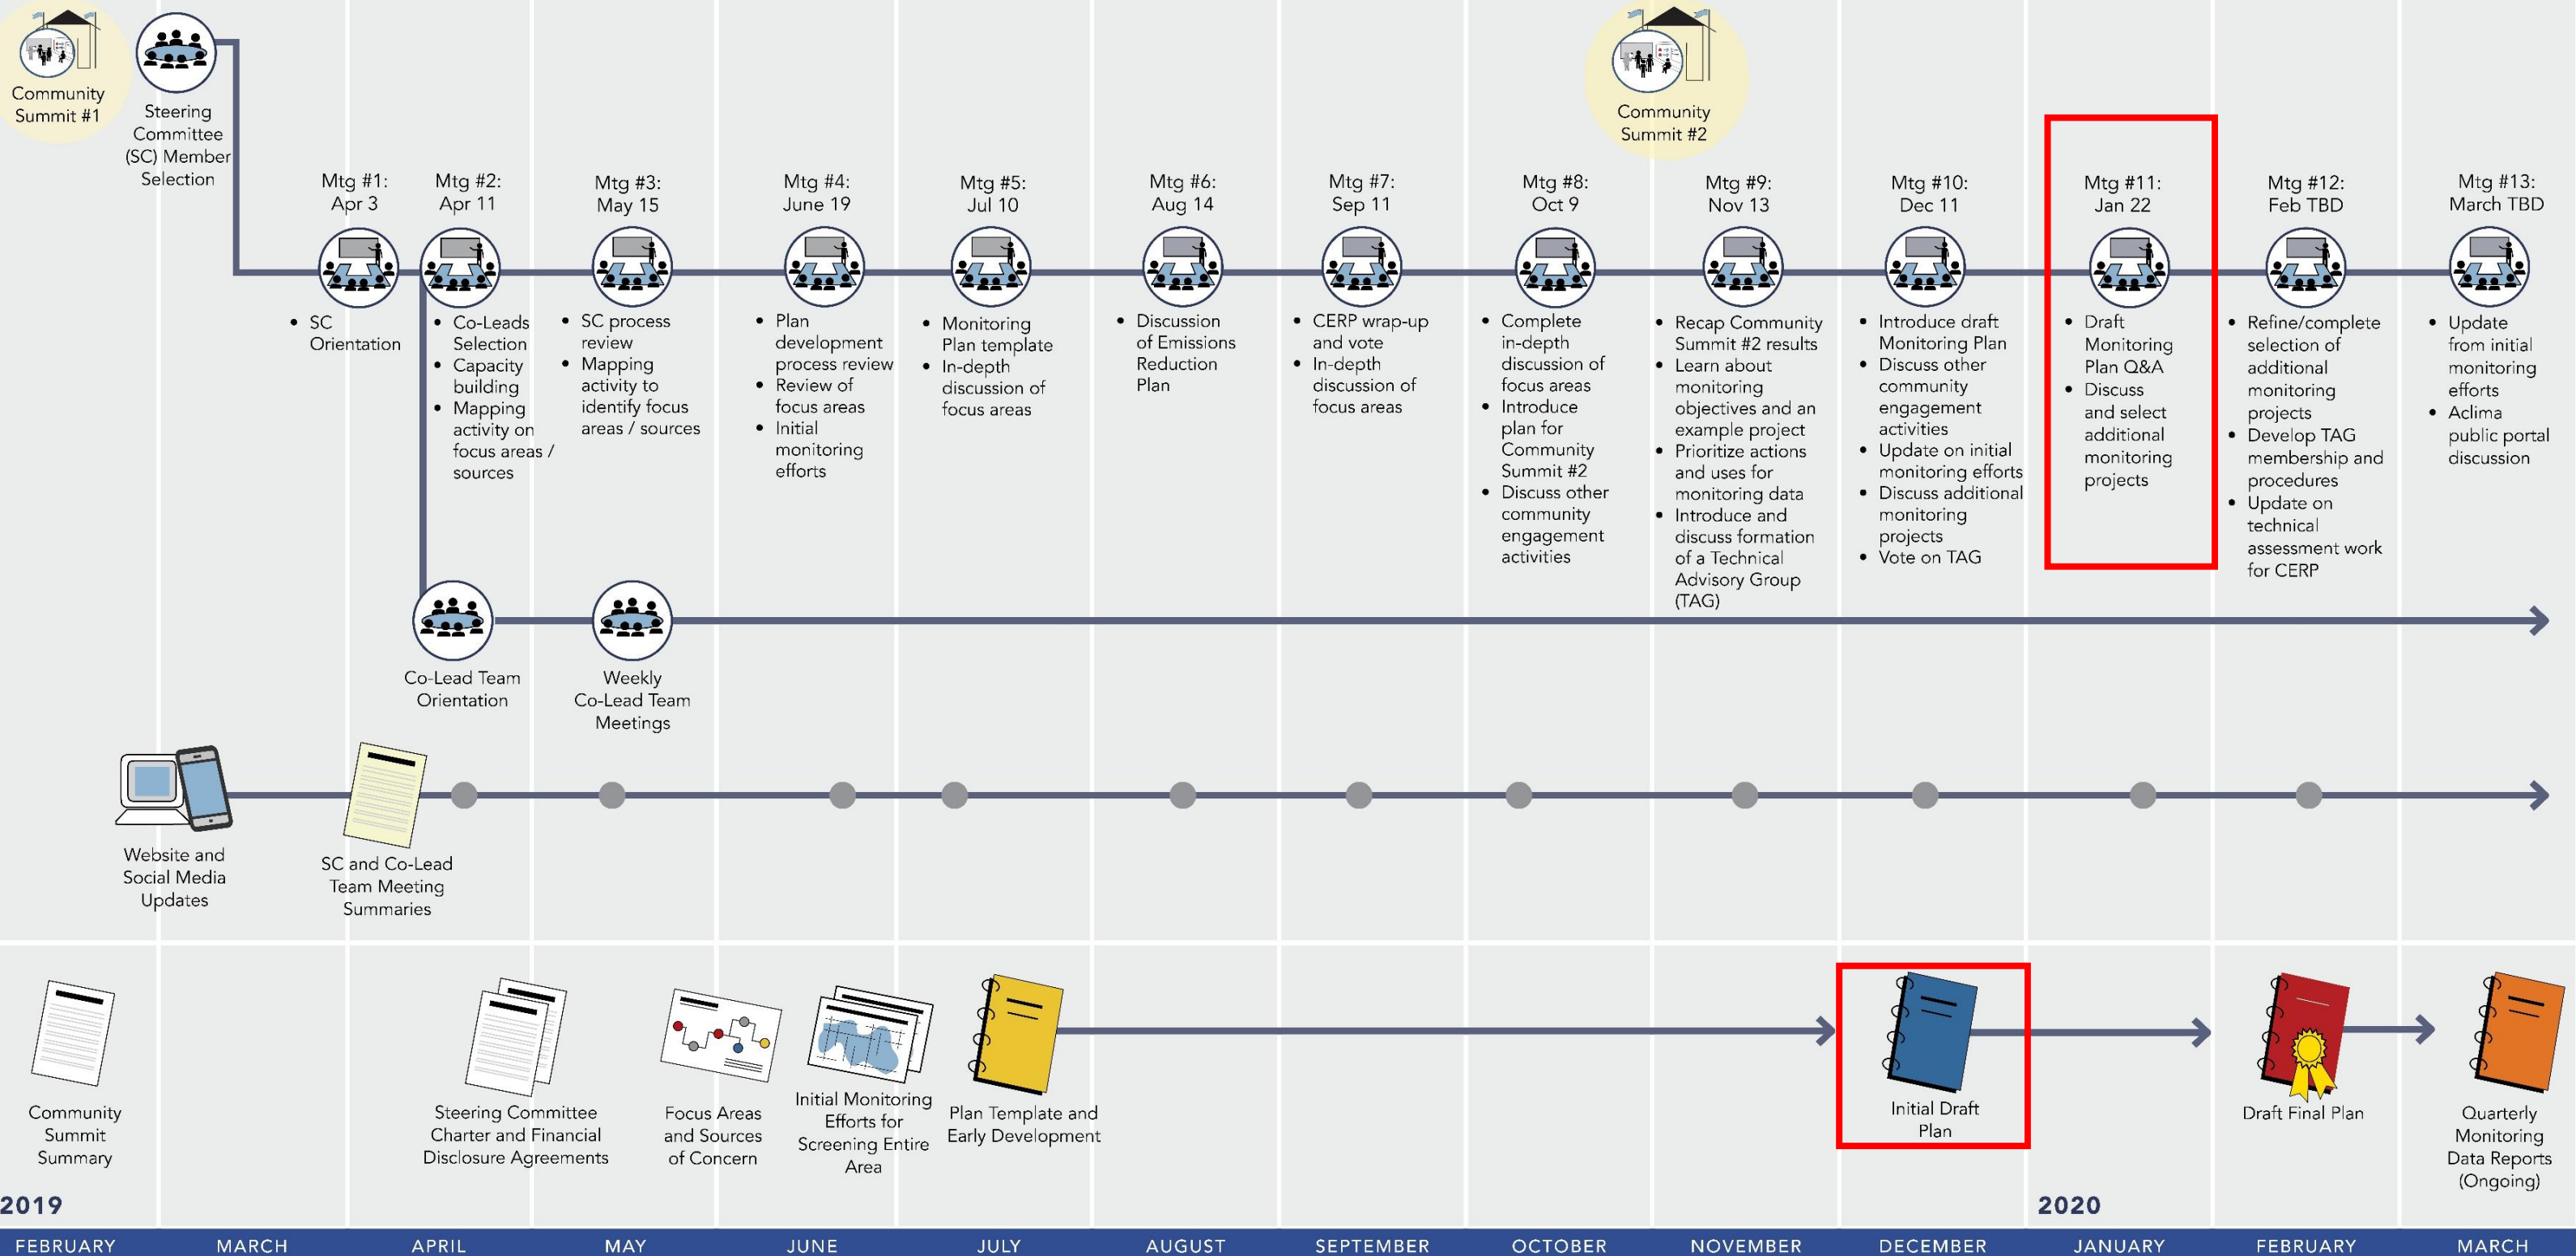 Community
Summit #1
Steering
Committee
(SC) Member
Selection
Community
Summit #2
Mtg #1:
Apr 3
• SC
Orientation
Mtg #2:
Apr 11
• Co-Leads
Selection
• Capacity
building
• Mapping
activity on
focus areas /
sources
Mtg #3:
May 15
• SC process
review
• Mapping
activity to
identify focus
areas / sources
Mtg #4:
June 19
• Plan
development
process review
• Review of
focus areas
• Initial
monitoring
efforts
Mtg #5:
Jul 10
• Monitoring
Plan template
• In-depth
discussion of
focus areas
Mtg #6:
Aug 14
• Discussion
of Emissions
Reduction
Plan
Mtg #7:
Sep 11
• CERP wrap-up
and vote
• In-depth
discussion of
focus areas
Mtg #8:
Oct 9
• Complete
in-depth
discussion of
focus areas
• Introduce
plan for
Community
Summit #2
• Discuss other
community
engagement
activities
Mtg #9:
Nov 13
• Recap Community
Summit #2 results
• Learn about
monitoring
objectives and an
example project
• Prioritize actions
and uses for
monitoring data
• Introduce and
discuss formation
of a Technical
Advisory Group
(TAG)
Mtg #10:
Dec 11
• Introduce draft
Monitoring Plan
• Discuss other
community
engagement
activities
• Update on initial
monitoring efforts
• Discuss additional
monitoring
projects
• Vote on TAG
Mtg #11:
Jan 22
• Draft
Monitoring
Plan Q&A
• Discuss
and select
additional
monitoring
projects
Mtg #12:
Feb TBD
• Refine/complete
selection of
additional
monitoring
projects
• Develop TAG
membership and
procedures
• Update on
technical
assessment work
for CERP
Mtg #13:
March TBD
• Update
from initial
monitoring
efforts
• Aclima
public portal
discussion
Co-Lead Team
Orientation
Weekly
Co-Lead Team
Meetings
Website and
Social Media
Updates
SC and Co-Lead
Team Meeting
Summaries
Community
Summit
Summary
Steering Committee
Charter and Financial
Disclosure Agreements
Focus Areas
and Sources
of Concern
Initial Monitoring
Efforts for
Screening Entire
Area
Plan Template and
Early Development
Initial Draft
Plan
Draft Final Plan
Quarterly
Monitoring
Data Reports
(Ongoing)
2019
2020
FEBRUARY
MARCH
APRIL
MAY
JUNE
JULY
AUGUST
SEPTEMBER
OCTOBER
NOVEMBER
DECEMBER
JANUARY
FEBRUARY
MARCH